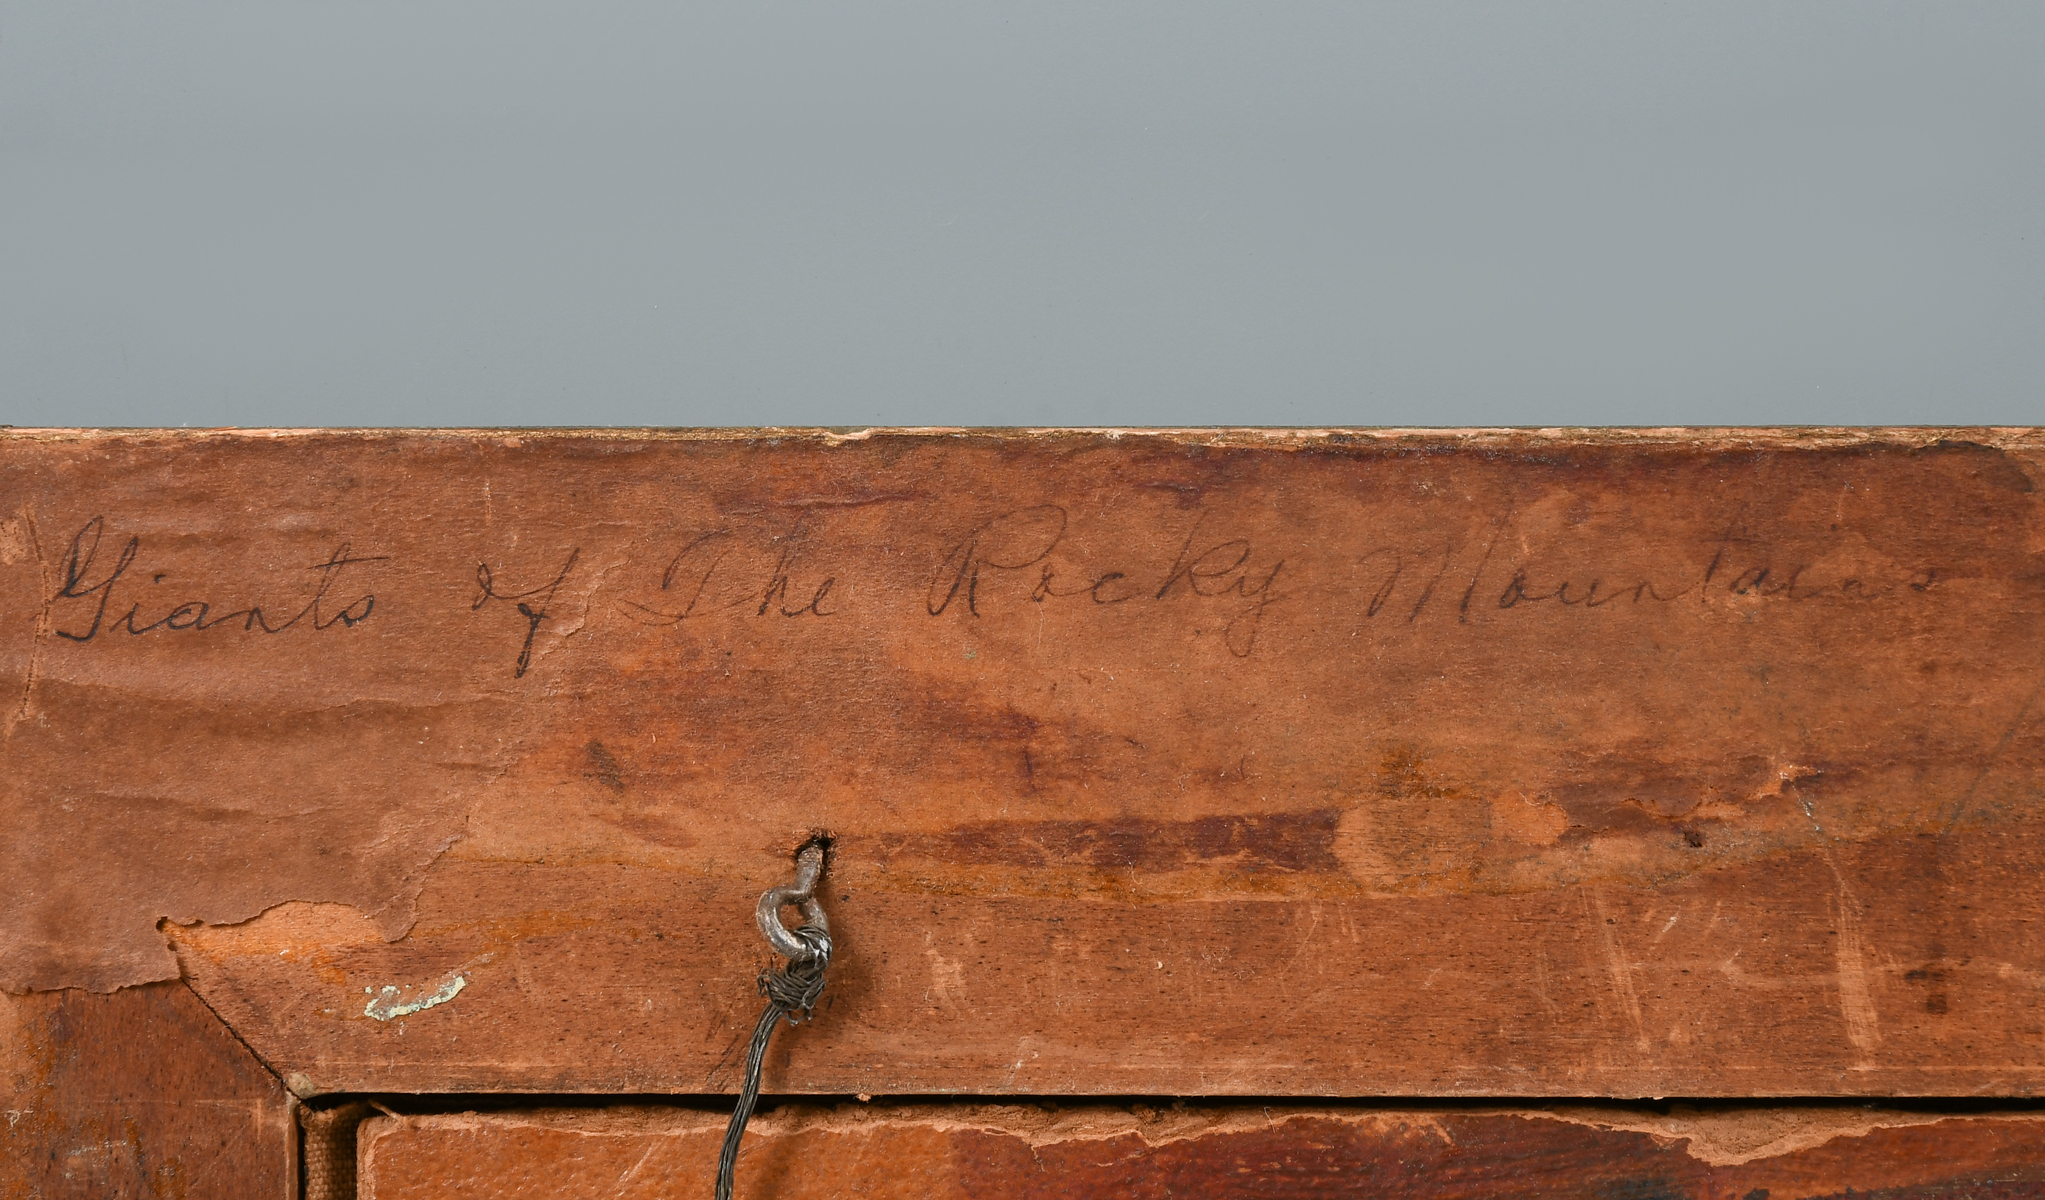 Giants of The Rocky Mountains